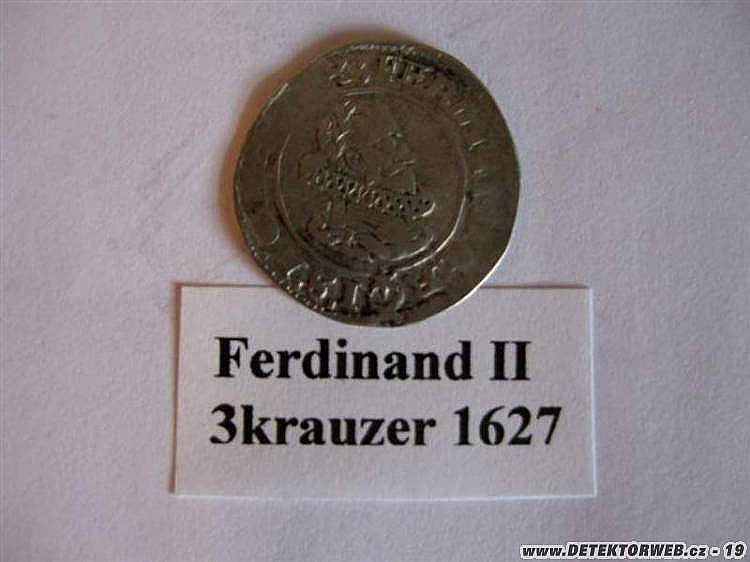 Ferdinand II
3krauzer 1627
www.DETEKTORWEB.cz - 19